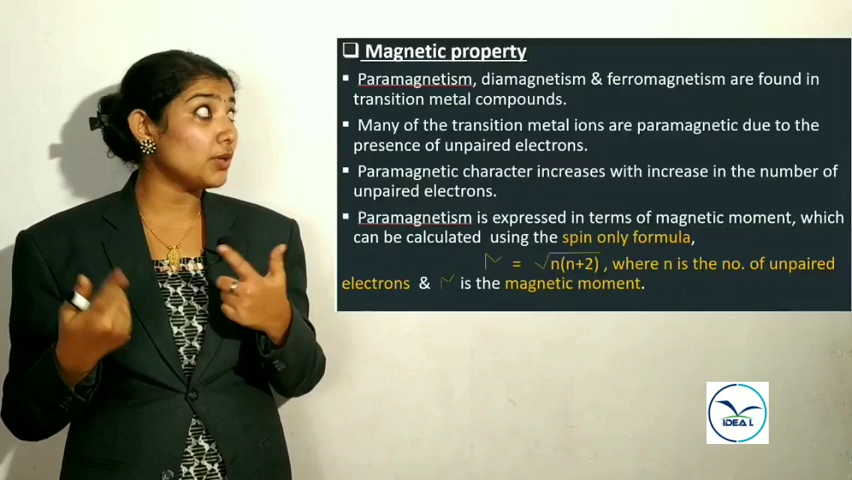 ❑ Magnetic property
▪ Paramagnetism, diamagnetism & ferromagnetism are found in
transition metal compounds.
▪ Many of the transition metal ions are paramagnetic due to the
presence of unpaired electrons.
▪ Paramagnetic character increases with increase in the number of
unpaired electrons.
▪ Paramagnetism is expressed in terms of magnetic moment, which
can be calculated using the spin only formula,
= √n(n+2) , where n is the no. of unpaired
electrons & is the magnetic moment.
IDEAL